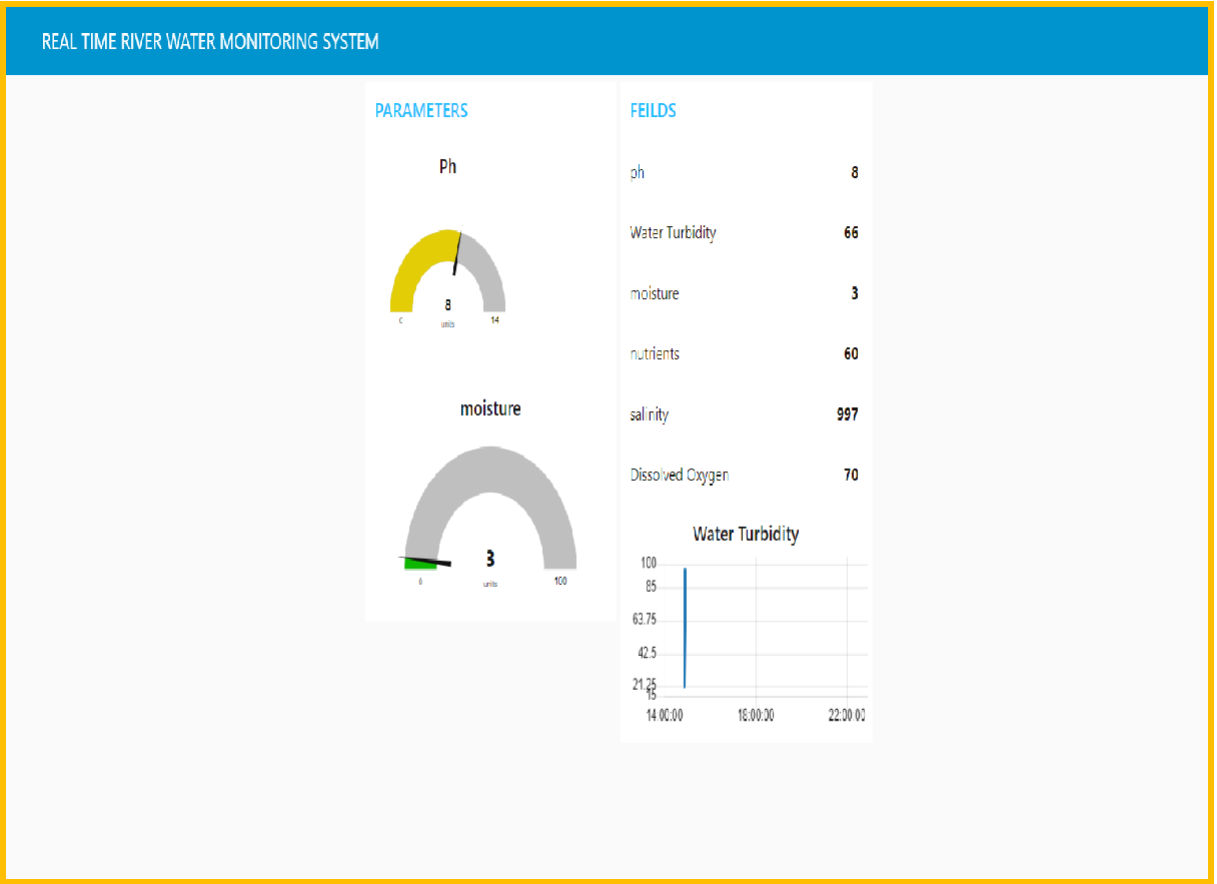 REAL TIME RIVER WATER MONITORING SYSTEM
PARAMETERS
Ph
8
0 units 14
moisture
3
0 units 100
FEILDS
ph 8
Water Turbidity 66
moisture 3
nutrients 60
salinity 997
Dissolved Oxygen 70
Water Turbidity
100
85
63.75
42.5
21.25
15
14:00:00 18:00:00 22:00:00